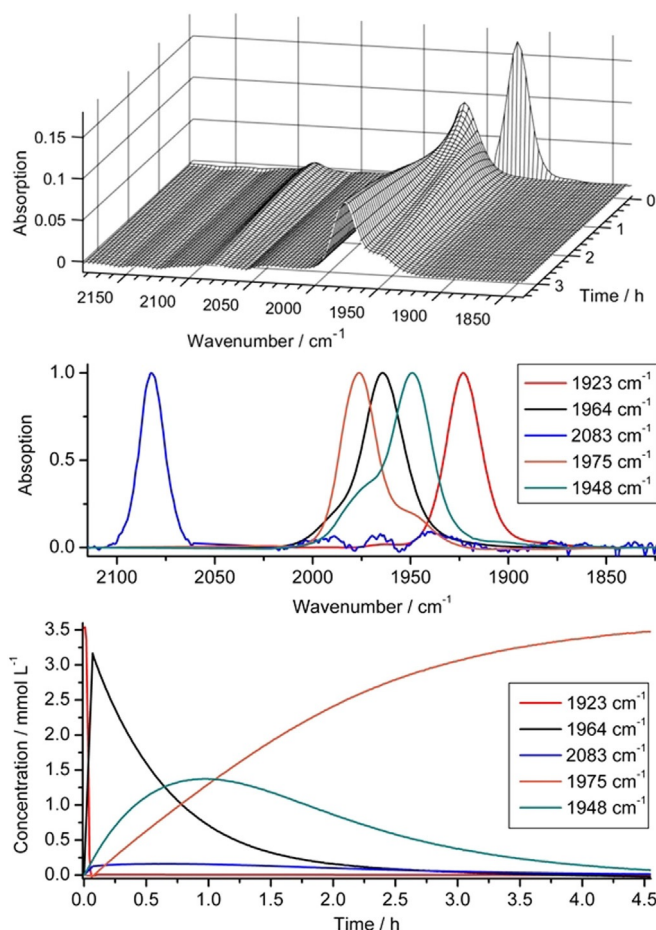 0.15
0.10
0.05
0
Absorption
2150
2100
2050
2000
1950
1900
1850
Wavenumber / cm-1
0
1
2
3
Time / h
1.0
0.5
0.0
Absoption
2100
2050
2000
1950
1900
1850
Wavenumber / cm-1
1923 cm-1
1964 cm-1
2083 cm-1
1975 cm-1
1948 cm-1
3.5
3.0
2.5
2.0
1.5
1.0
0.5
0.0
Concentration / mmol L-1
0.0
0.5
1.0
1.5
2.0
2.5
3.0
3.5
4.0
4.5
Time / h
1923 cm-1
1964 cm-1
2083 cm-1
1975 cm-1
1948 cm-1